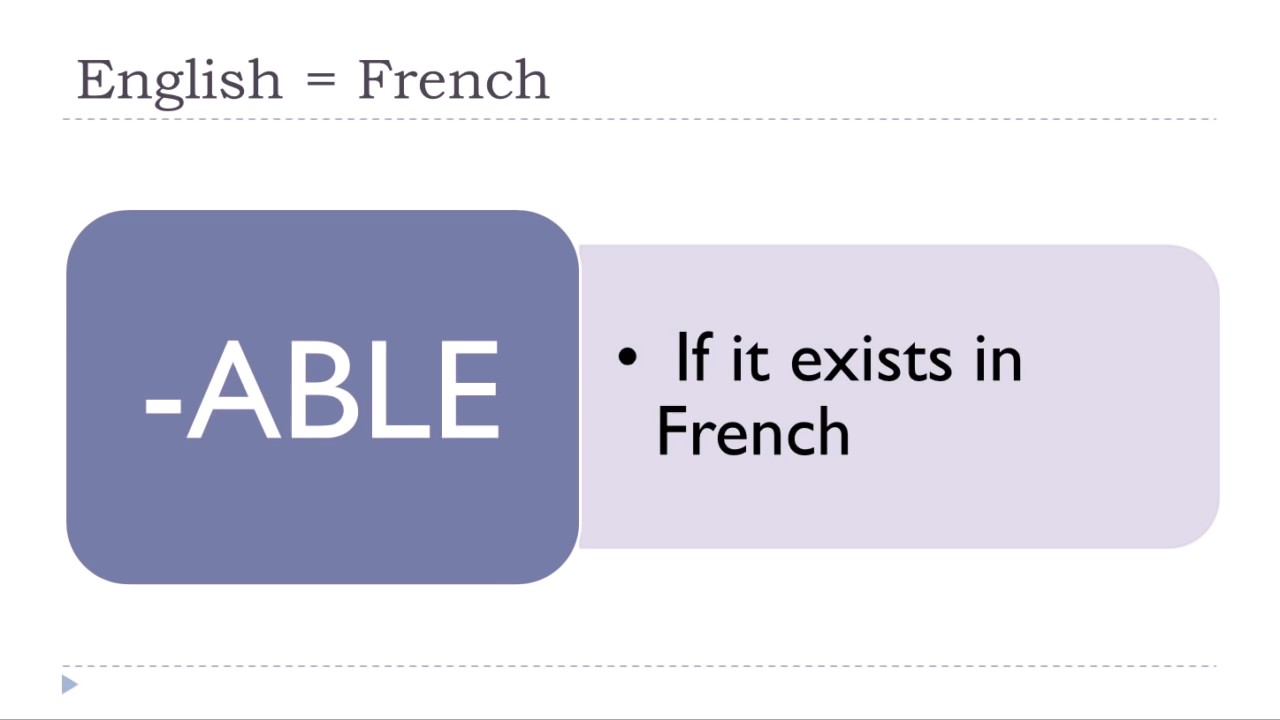 English = French
-ABLE
• If it exists in
French